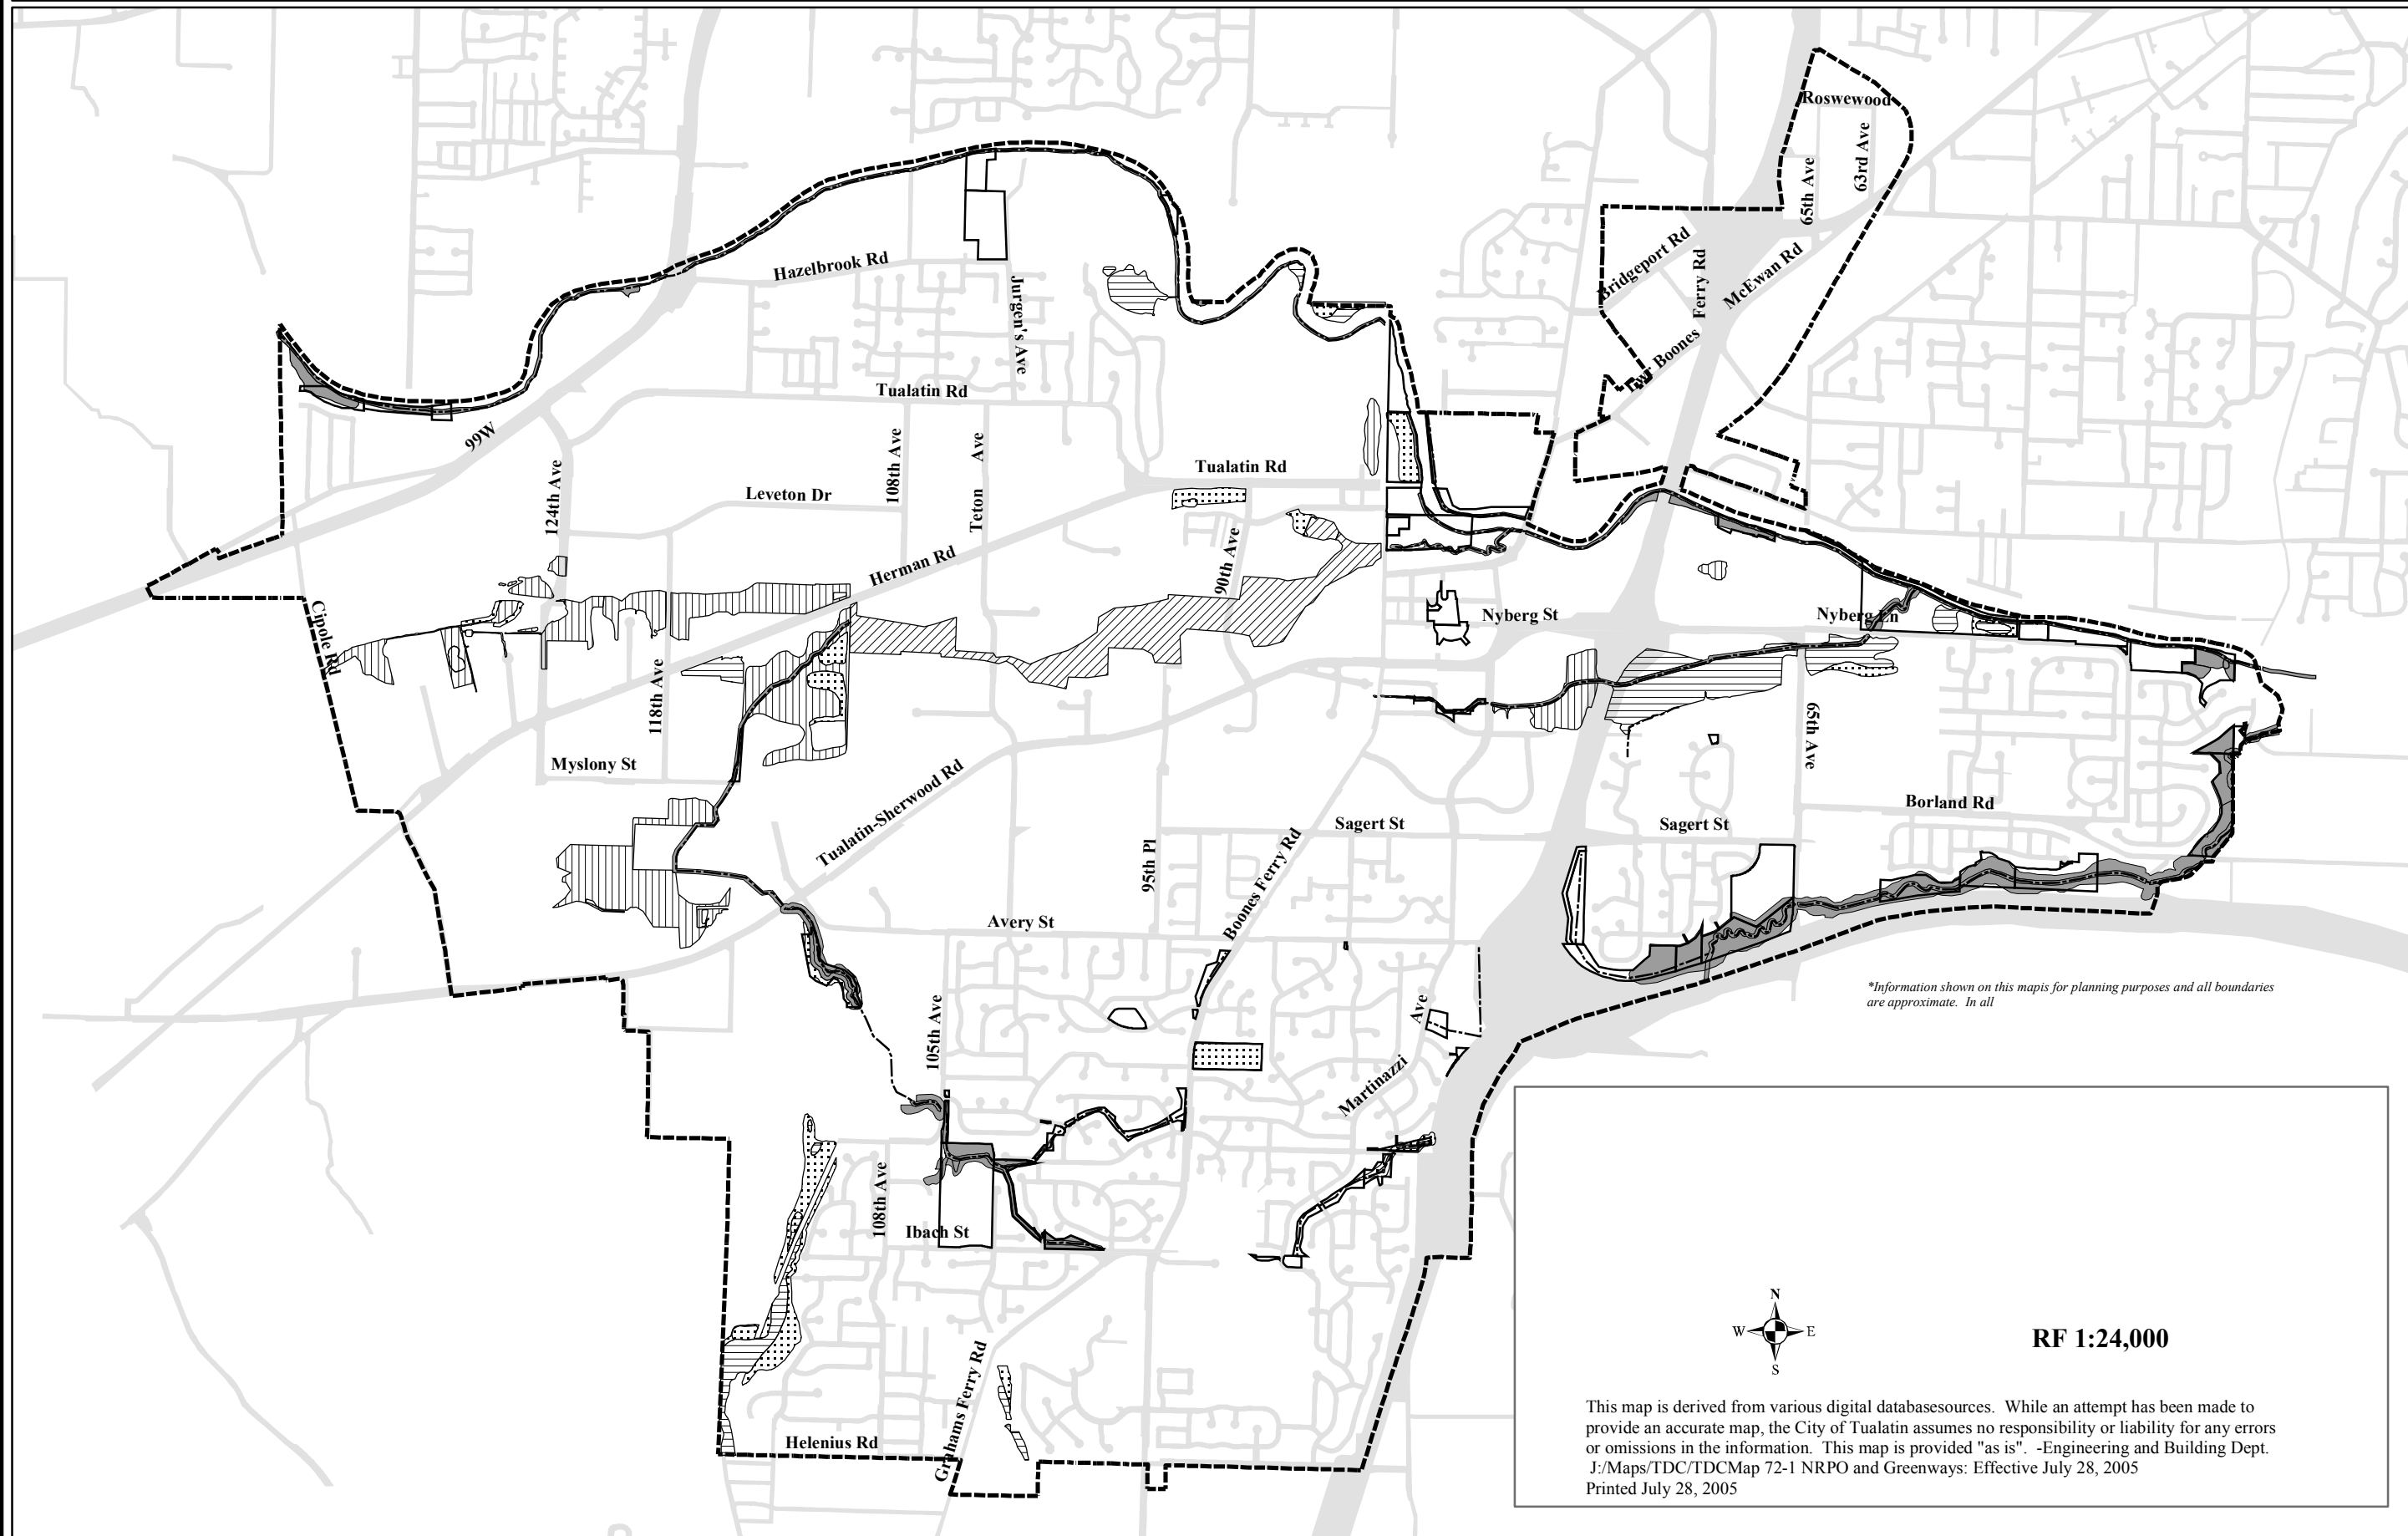 Roswewood
63rd Ave
65th Ave
Bridgeport Rd
Ferry Rd
McEwan Rd
Hazelbrook Rd
Jurgen's Ave
Boones
Tualatin Rd
99W
108th Ave
Ave
Teton
Tualatin Rd
124th Ave
Leveton Dr
Herman Rd
90th Ave
Cipole Rd
Nyberg St
Nyberg Ln
118th Ave
65th Ave
Myslony St
Tualatin-Sherwood Rd
Borland Rd
Sagert St
Sagert St
95th Pl
Boones Ferry Rd
Avery St
*Information shown on this mapis for planning purposes and all boundaries
are approximate. In all
105th Ave
Ave
Martinazzi
108th Ave
Ibach St
Grahams Ferry Rd
Helenius Rd
N
W
E
S
RF 1:24,000
This map is derived from various digital databasesources. While an attempt has been made to
provide an accurate map, the City of Tualatin assumes no responsibility or liability for any errors
or omissions in the information. This map is provided "as is". -Engineering and Building Dept.
J:/Maps/TDC/TDCMap 72-1 NRPO and Greenways: Effective July 28, 2005
Printed July 28, 2005